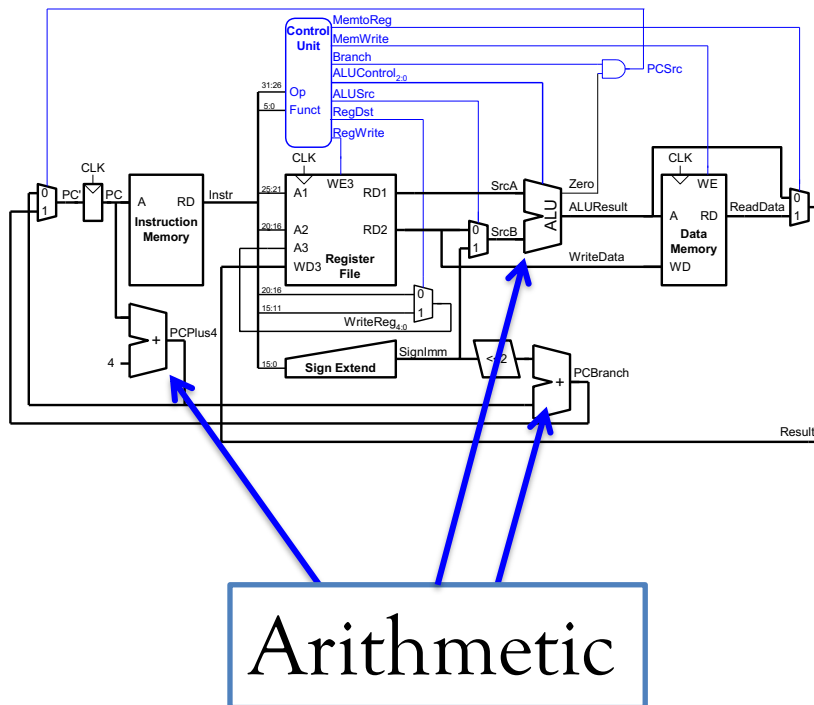 MemtoReg
Control Unit
MemWrite
Branch
ALUControl2:0
PCSrc
31:26
Op
ALUSrc
5:0
Funct
RegDst
RegWrite
CLK
CLK
CLK
0
1
PC'
PC
A
RD
Instruction Memory
Instr
25:21
A1
WE3
RD1
SrcA
Zero
WE
20:16
A2
RD2
0
1
SrcB
ALU
ALUResult
A
RD
ReadData
0
1
A3
Register File
WD3
WriteData
Data Memory
WD
20:16
0
15:11
1
WriteReg4:0
4
+
PCPlus4
15:0
Sign Extend
SignImm
<<2
+
PCBranch
Result
Arithmetic